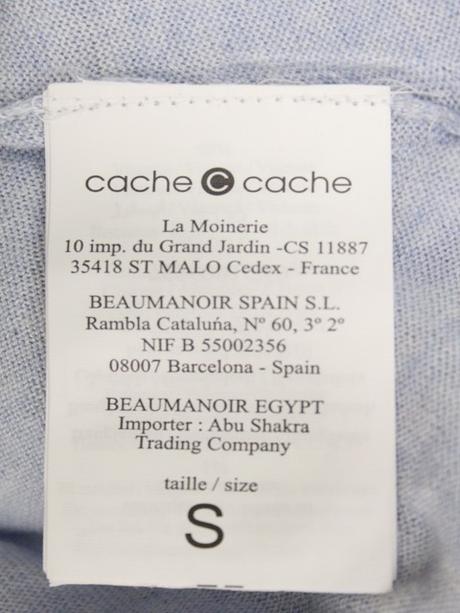 cache C cache
La Moinerie
10 imp. du Grand Jardin -CS 11887
35418 ST MALO Cedex - France
BEAUMANOIR SPAIN S.L.
Rambla Cataluńa, Nº 60, 3º 2º
NIF B 55002356
08007 Barcelona - Spain
BEAUMANOIR EGYPT
Importer : Abu Shakra
Trading Company
taille / size
S